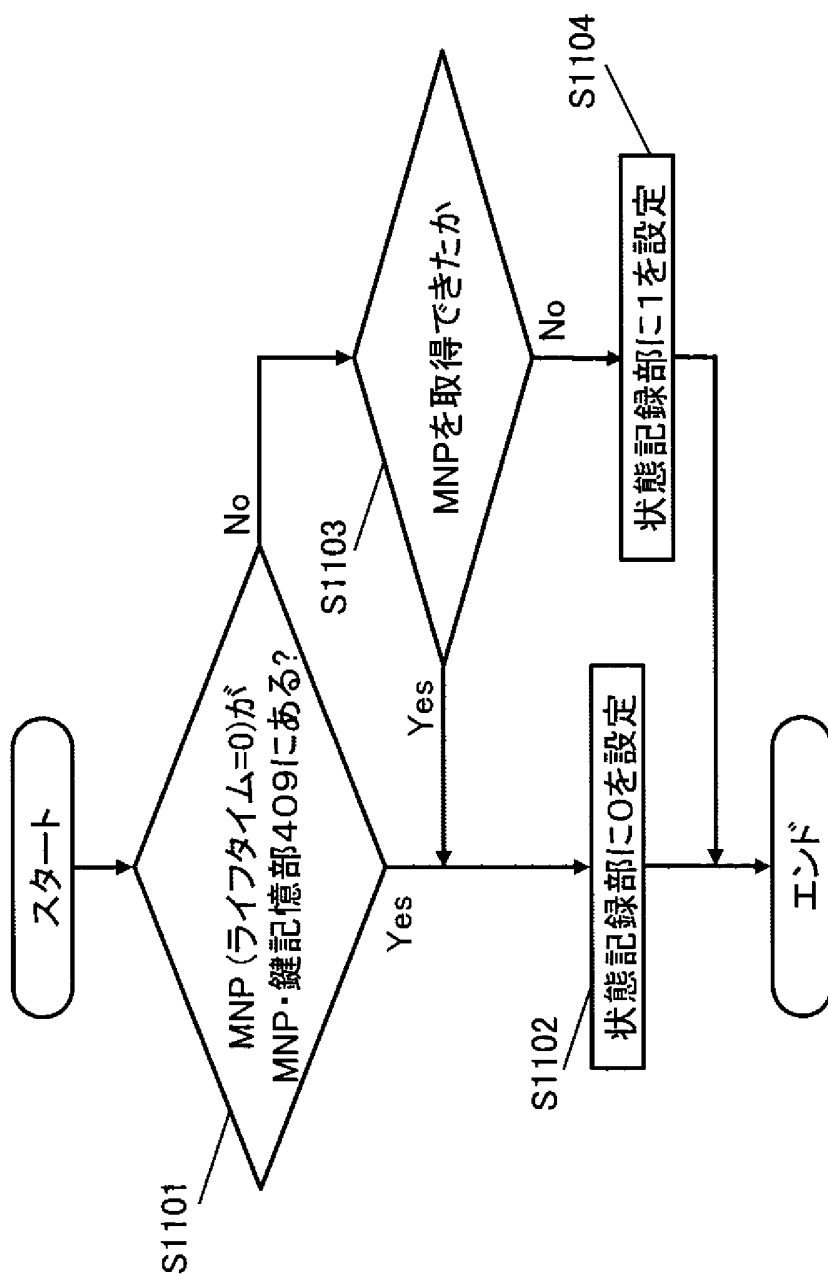 スタート
S1101
MNP (ライフタイム=0)が
MNP・鍵記憶部409にある?
No
Yes
S1103
MNPを取得できたか
Yes
No
S1102
状態記録部に0を設定
状態記録部に1を設定
S1104
エンド